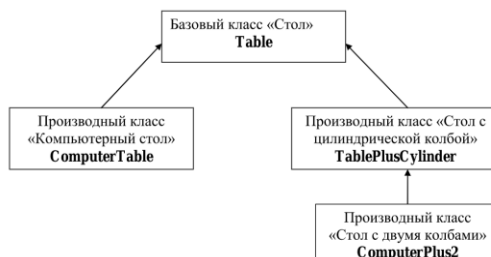 Базовый класс «Стол»
Table
Производный класс
«Компьютерный стол»
ComputerTable
Производный класс «Стол с
цилиндрической колбой»
TablePlusCylinder
Производный класс
«Стол с двумя колбами»
ComputerPlus2